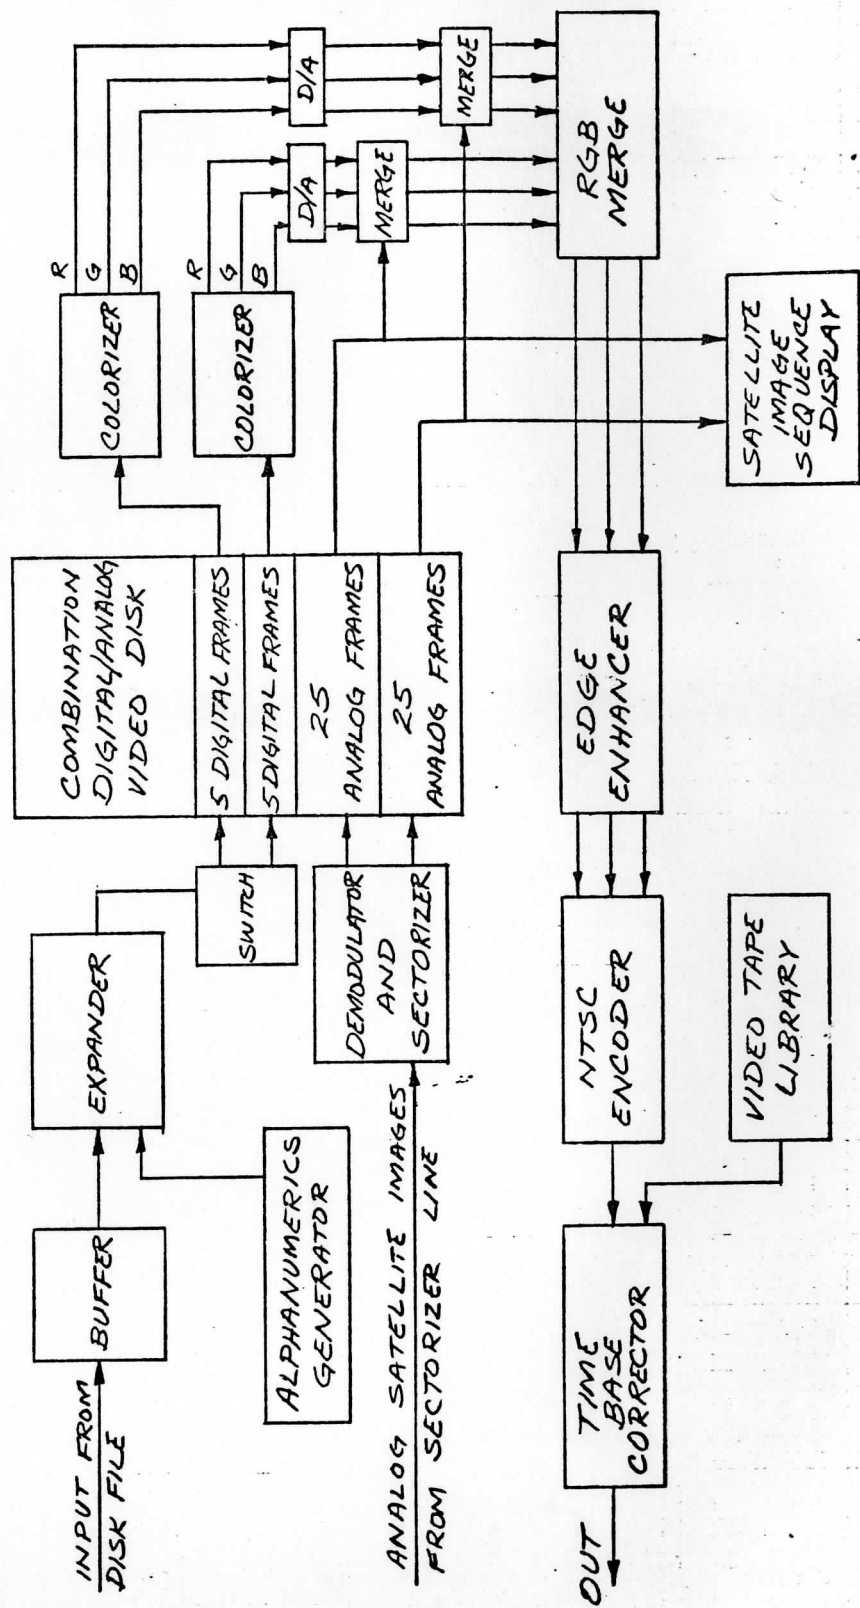 INPUT FROM
DISK FILE
BUFFER
EXPANDER
ALPHANUMERICS
GENERATOR
SWITCH
ANALOG SATELLITE IMAGES
FROM SECTORIZER LINE
DEMODULATOR
AND
SECTORIZER
COMBINATION
DIGITAL/ANALOG
VIDEO DISK
5 DIGITAL FRAMES
5 DIGITAL FRAMES
25
ANALOG FRAMES
25
ANALOG FRAMES
COLORIZER
R
G
B
COLORIZER
R
G
B
D/A
D/A
MERGE
MERGE
RGB
MERGE
SATELLITE
IMAGE
SEQUENCE
DISPLAY
EDGE
ENHANCER
NTSC
ENCODER
VIDEO TAPE
LIBRARY
TIME
BASE
CORRECTOR
OUT